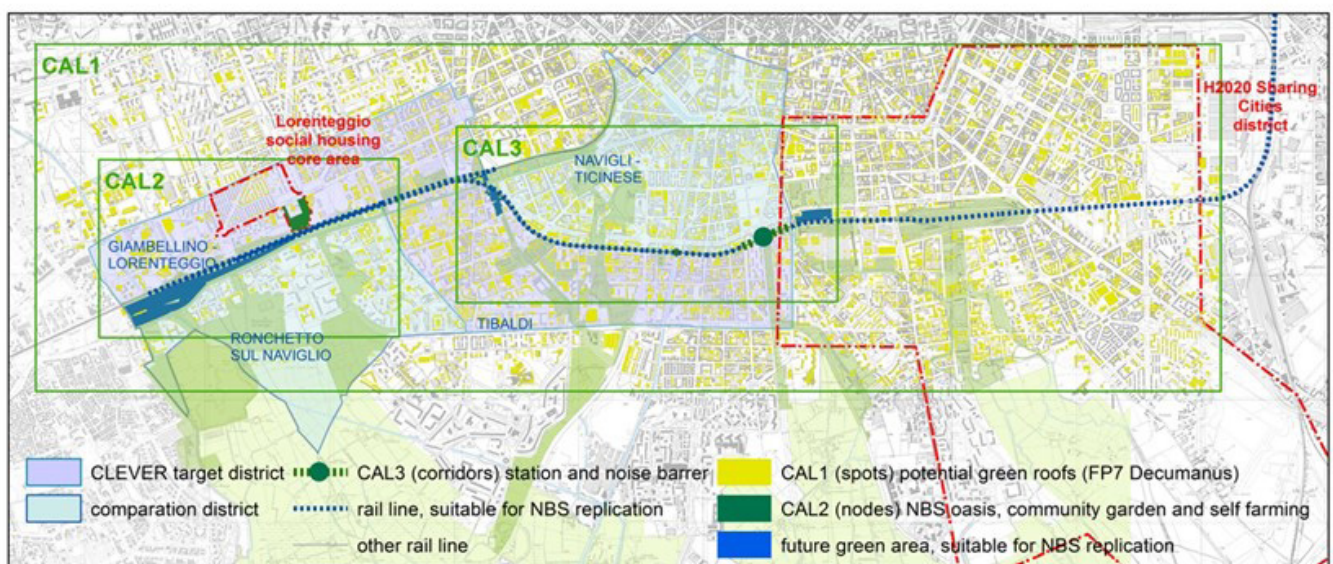 CAL1
H2020 Sharing
Cities
district
Lorenteggio
social housing
core area
CAL3
CAL2
NAVIGLI -
TICINESE
GIAMBELLINO -
LORENTEGGIO
TIBALDI
RONCHETTO
SUL NAVIGLIO
CLEVER target district
CAL3 (corridors) station and noise barrer
CAL1 (spots) potential green roofs (FP7 Decumanus)
comparation district
rail line, suitable for NBS replication
CAL2 (nodes) NBS oasis, community garden and self farming
other rail line
future green area, suitable for NBS replication